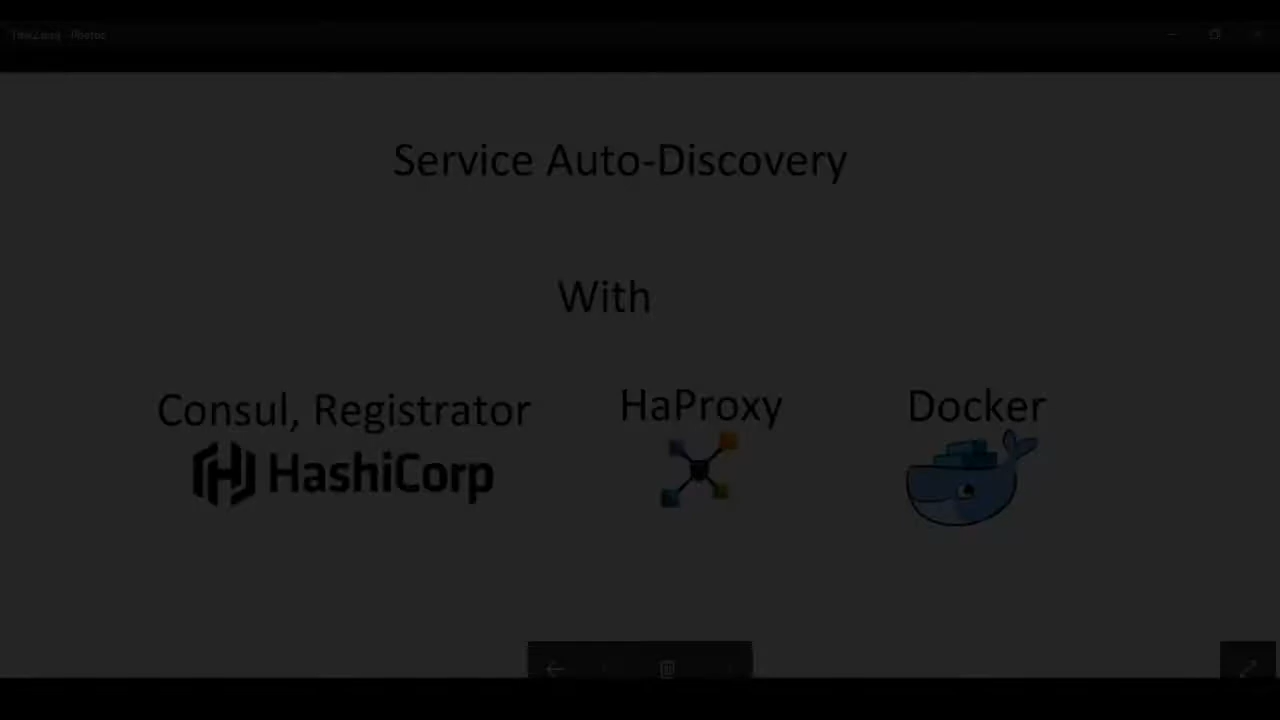 Service Auto-Discovery
With
Consul, Registrator
HaProxy
Docker
HashiCorp